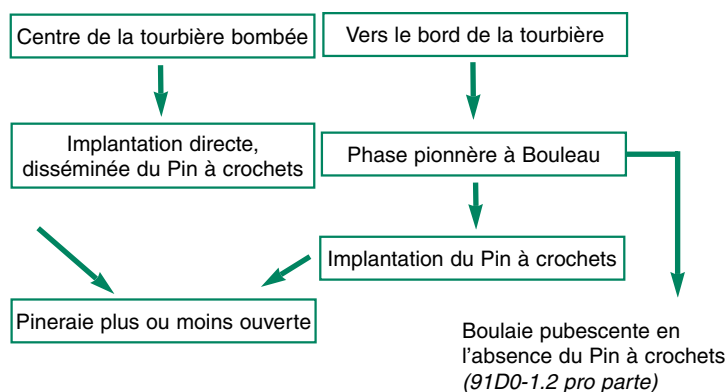 Centre de la tourbière bombée
Vers le bord de la tourbière
Implantation directe,
disséminée du Pin à crochets
Phase pionnère à Bouleau
Implantation du Pin à crochets
Pineraie plus ou moins ouverte
Boulaie pubescente en
l'absence du Pin à crochets
(91D0-1.2 pro parte)